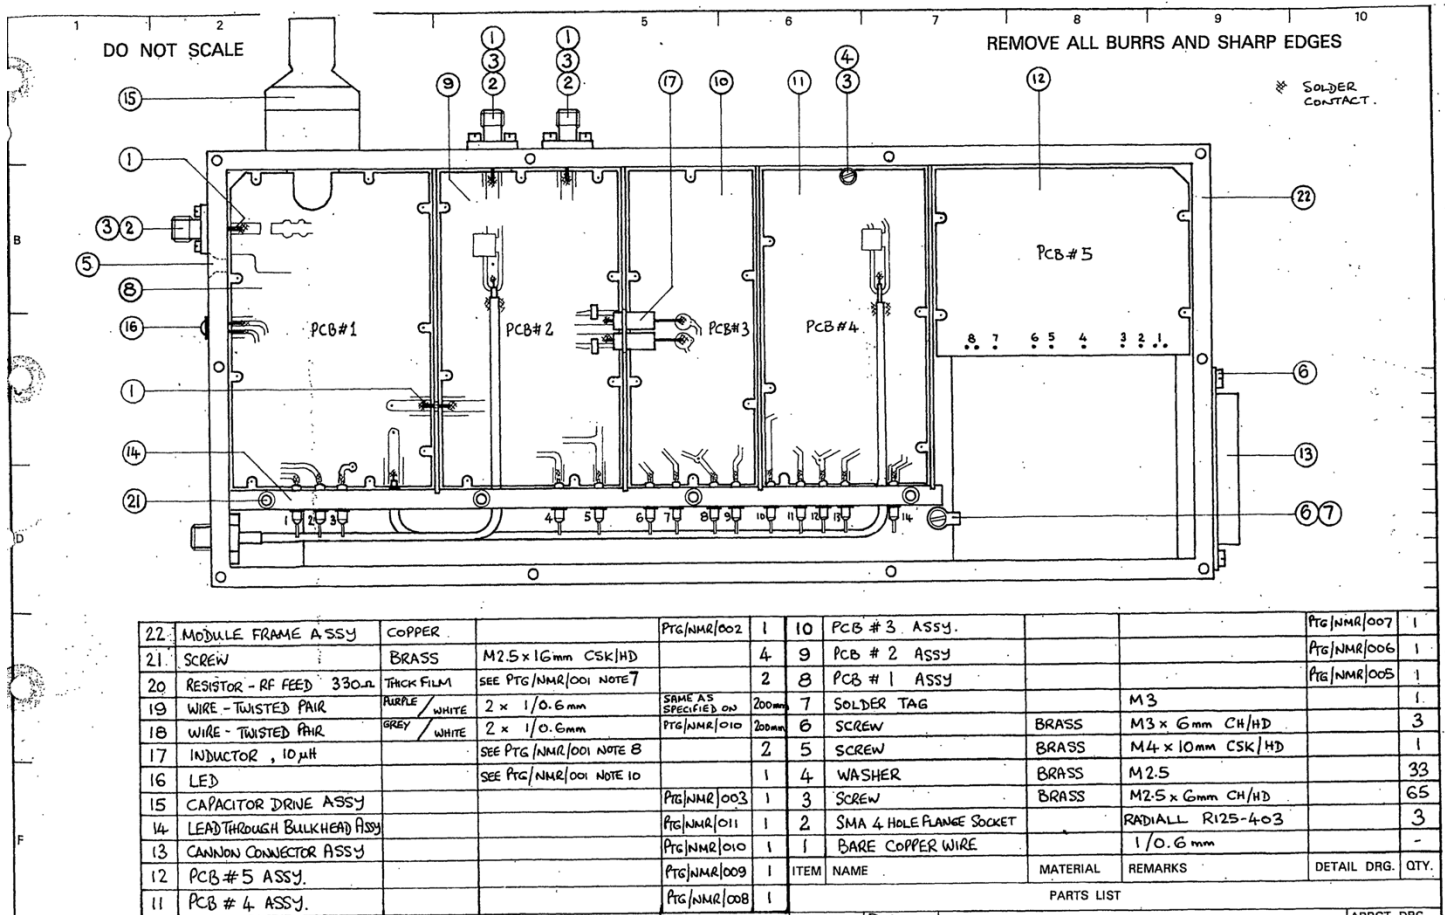 1 2 5 6 7 8 9 10
DO NOT SCALE
REMOVE ALL BURRS AND SHARP EDGES
SOLDER
CONTACT.
1 3 2
1 3 2
4 3
15 9 17 10 11 12
1
3 2
22
B
5
8
16
PCB#1 PCB#2 PCB#3 PCB#4 PCB#5
8 7 6 5 4 3 2 1
6
1
14 13
21
1 2 3 4 5 6 7 8 9 10 11 12 13 14
6 7
D
22 MODULE FRAME ASSY COPPER PTG/NMR/002 1 10 PCB #3 ASSY. PTG/NMR/007 1
21 SCREW BRASS M2.5 x 16mm CSK/HD 4 9 PCB # 2 ASSY PTG/NMR/006 1
20 RESISTOR - RF FEED 330Ω THICK FILM SEE PTG/NMR/001 NOTE 7 2 8 PCB # 1 ASSY PTG/NMR/005 1
19 WIRE - TWISTED PAIR PURPLE/WHITE 2 x 1/0.6mm SAME AS SPECIFIED ON 200mm 7 SOLDER TAG M3 1
18 WIRE - TWISTED PAIR GREY/WHITE 2 x 1/0.6mm PTG/NMR/010 200mm 6 SCREW BRASS M3 x 6mm CH/HD 3
17 INDUCTOR , 10µH SEE PTG/NMR/001 NOTE 8 2 5 SCREW BRASS M4 x 10mm CSK/HD 1
16 LED SEE PTG/NMR/001 NOTE 10 1 4 WASHER BRASS M2.5 33
15 CAPACITOR DRIVE ASSY PTG/NMR/003 1 3 SCREW BRASS M2.5 x 6mm CH/HD 65
14 LEADTHROUGH BULKHEAD ASSY PTG/NMR/011 1 2 SMA 4 HOLE FLANGE SOCKET RADIALL R125-403 3
13 CANNON CONNECTOR ASSY PTG/NMR/010 1 1 BARE COPPER WIRE 1/0.6 mm -
12 PCB # 5 ASSY. PTG/NMR/009 1 ITEM NAME MATERIAL REMARKS DETAIL DRG. QTY.
11 PCB # 4 ASSY. PTG/NMR/008 1 PARTS LIST
F